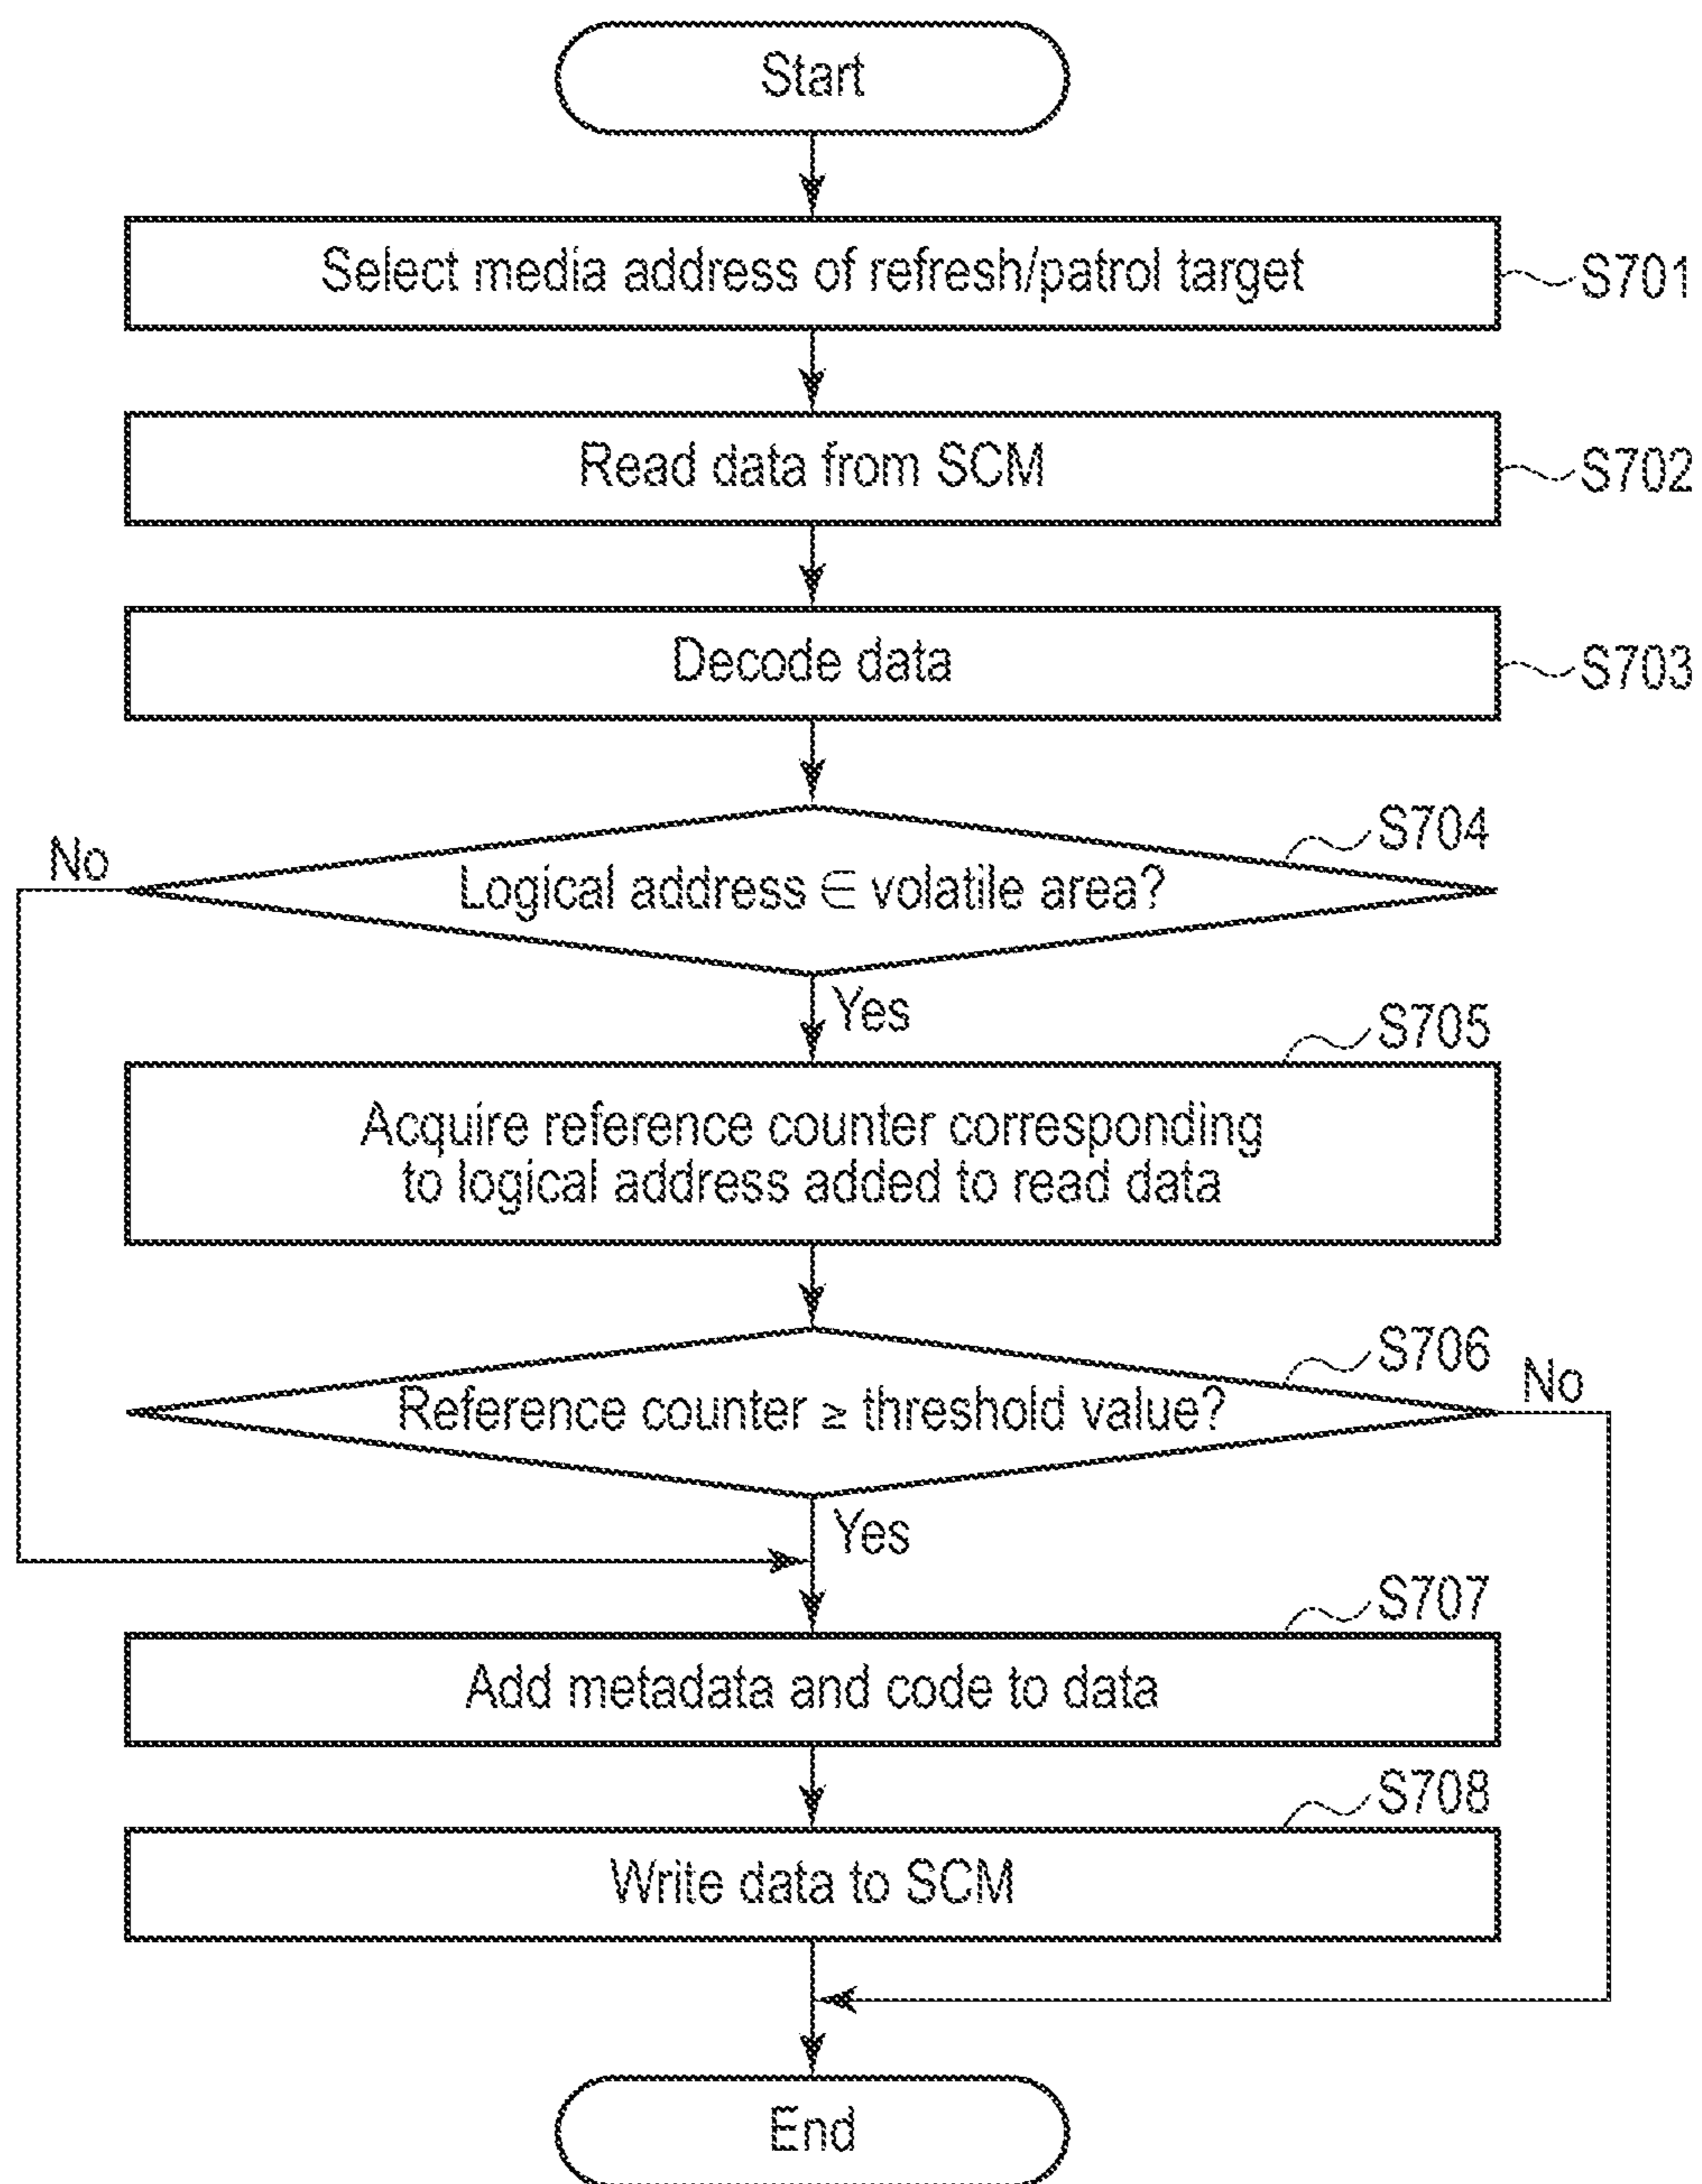 Start
Select media address of refresh/patrol target
S701
Read data from SCM
S702
Decode data
S703
S704
No
Logical address ∈ volatile area?
Yes
S705
Acquire reference counter corresponding
to logical address added to read data
S706
No
Reference counter ≥ threshold value?
Yes
S707
Add metadata and code to data
S708
Write data to SCM
End